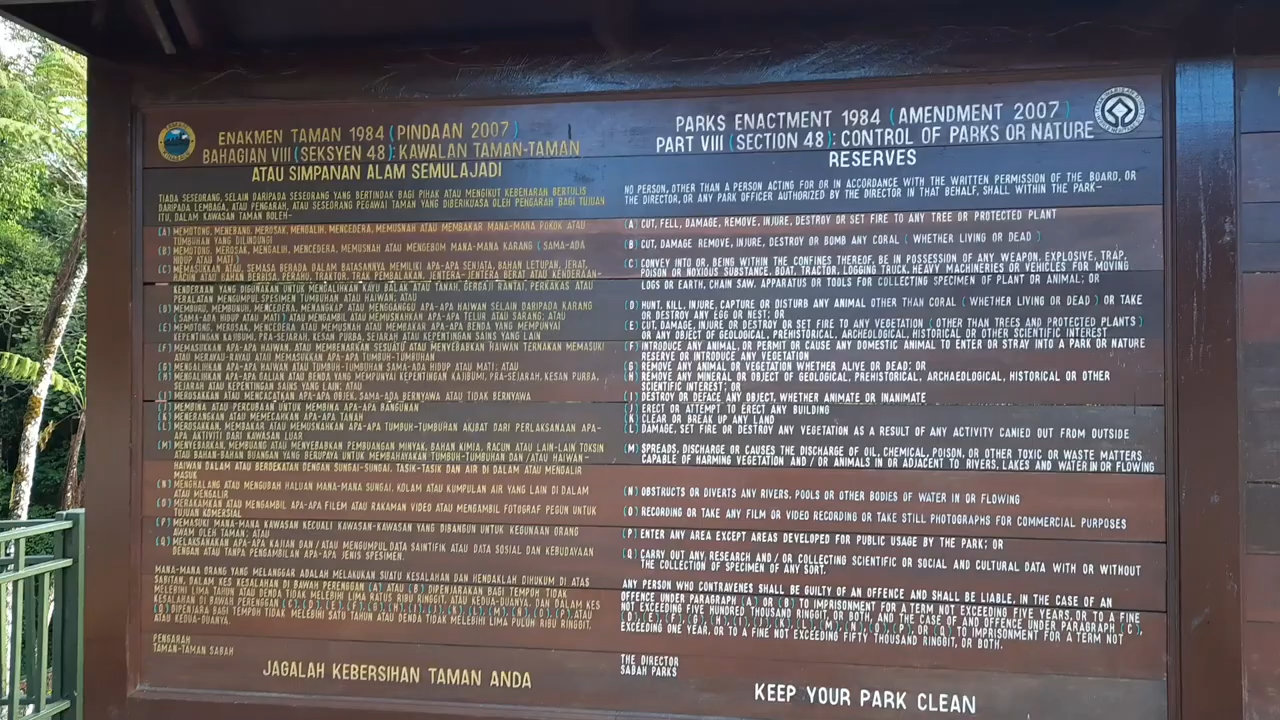 ENAKMEN TAMAN 1984 (PINDAAN 2007)
BAHAGIAN VIII (SEKSYEN 48): KAWALAN TAMAN-TAMAN
ATAU SIMPANAN ALAM SEMULAJADI
TIADA SESEORANG, SELAIN DARIPADA SESEORANG YANG BERTINDAK BAGI PIHAK ATAU MENGIKUT KEBENARAN BERTULIS
DARIPADA LEMBAGA, ATAU PENGARAH, ATAU SESEORANG PEGAWAI TAMAN YANG DIBERIKUASA OLEH PENGARAH BAGI TUJUAN
ITU, DALAM KAWASAN TAMAN BOLEH-
(A) MEMOTONG, MENEBANG, MEROSAK, MENGALIH, MENCEDERA, MEMUSNAH ATAU MEMBAKAR MANA-MANA POKOK ATAU
TUMBUHAN YANG DILINDUNGI
(B) MEMOTONG, MEROSAK, MENGALIH, MENCEDERA, MEMUSNAH ATAU MENGEBOM MANA-MANA KARANG (SAMA-ADA
HIDUP ATAU MATI)
(C) MEMBAWA MASUK ATAU, SEMASA BERADA DALAM BATASANNYA MEMILIKI APA-APA SENJATA, BAHAN LETUPAN, JERAT,
RACUN ATAU BAHAN BERBISA, PERAHU, TRAKTOR, TRAK PEMBALAKAN, JENTERA-JENTERA BERAT ATAU KENDERAAN-
KENDERAAN YANG DIGUNAKAN UNTUK MENGALIHKAN KAYU BALAK ATAU TANAH, GERGAJI RANTAI, PERKAKAS ATAU
PERALATAN MENGUMPUL SPESIMEN TUMBUHAN ATAU HAIWAN; ATAU
(D) MEMBURU, MEMBUNUH, MENCEDERA, MENANGKAP ATAU MENGGANGGU APA-APA HAIWAN SELAIN DARIPADA KARANG
(SAMA-ADA HIDUP ATAU MATI) ATAU MENGAMBIL ATAU MEMUSNAHKAN APA-APA TELUR ATAU SARANG; ATAU
(E) MEMOTONG, MEROSAK, MENCEDERA ATAU MEMUSNAH ATAU MEMBAKAR APA-APA BENDA YANG MEMPUNYAI
KEPENTINGAN KAJIBUMI, PRA-SEJARAH, KESAN PURBA, SEJARAH ATAU KEPENTINGAN SAINS YANG LAIN
(F) MEMASUKKAN APA-APA HAIWAN, ATAU MEMBENARKAN SESUATU ATAU MENYEBABKAN HAIWAN TERNAKAN MEMASUKI
ATAU MERAYAU-RAYAU ATAU MEMASUKKAN APA-APA TUMBUH-TUMBUHAN
(G) MENGALIHKAN APA-APA HAIWAN ATAU TUMBUH-TUMBUHAN SAMA-ADA HIDUP ATAU MATI; ATAU
(H) MENGALIHKAN APA-APA GALIAN ATAU BENDA YANG MEMPUNYAI KEPENTINGAN KAJIBUMI, PRA-SEJARAH, KESAN PURBA,
SEJARAH ATAU KEPENTINGAN SAINS YANG LAIN; ATAU
(I) MEROSAKKAN ATAU MENCACATKAN APA-APA OBJEK, SAMA-ADA BERNYAWA ATAU TIDAK BERNYAWA
(J) MEMBINA ATAU PERCUBAAN UNTUK MEMBINA APA-APA BANGUNAN
(K) MENERANGKAN ATAU MEMECAHKAN APA-APA TANAH
(L) MEROSAKKAN, MEMBAKAR ATAU MEMUSNAHKAN APA-APA TUMBUH-TUMBUHAN AKIBAT DARI PERLAKSANAAN APA-
APA AKTIVITI DARI KAWASAN LUAR
(M) MENYEBARKAN, MEMBUANG ATAU MENYEBABKAN PEMBUANGAN MINYAK, BAHAN KIMIA, RACUN ATAU LAIN-LAIN TOKSIN
ATAU BAHAN-BAHAN BUANGAN YANG BERUPAYA UNTUK MEMBAHAYAKAN TUMBUH-TUMBUHAN DAN /ATAU HAIWAN-
HAIWAN DALAM ATAU BERDEKATAN DENGAN SUNGAI-SUNGAI, TASIK-TASIK DAN AIR DI DALAM ATAU MENGALIR
MASUK
(N) MENGHALANG ATAU MENGUBAH HALUAN MANA-MANA SUNGAI, KOLAM ATAU KUMPULAN AIR YANG LAIN DI DALAM
ATAU MENGALIR
(O) MERAKAMKAN ATAU MENGAMBIL APA-APA FILEM ATAU RAKAMAN VIDEO ATAU MENGAMBIL FOTOGRAF PEGUN UNTUK
TUJUAN KOMERSIAL
(P) MEMASUKI MANA-MANA KAWASAN KECUALI KAWASAN-KAWASAN YANG DIBANGUN UNTUK KEGUNAAN ORANG
AWAM OLEH TAMAN; ATAU
(Q) MELAKSANAKAN APA-APA KAJIAN DAN / ATAU MENGUMPUL DATA SAINTIFIK ATAU DATA SOSIAL DAN KEBUDAYAAN
DENGAN ATAU TANPA PENGAMBILAN APA-APA JENIS SPESIMEN.
MANA-MANA ORANG YANG MELANGGAR ADALAH MELAKUKAN SUATU KESALAHAN DAN HENDAKLAH DIHUKUM DI ATAS
SABITAN, DALAM KES KESALAHAN DI BAWAH PERENGGAN (A) ATAU (B) DIPENJARAKAN BAGI TEMPOH TIDAK
MELEBIHI LIMA TAHUN ATAU DENDA TIDAK MELEBIHI LIMA RATUS RIBU RINGGIT, ATAU KEDUA-DUANYA, DAN DALAM KES
KESALAHAN DI BAWAH PERENGGAN (C), (D), (E), (F), (G), (H), (I), (J), (K), (L), (M), (N), (O), (P) ATAU
(Q) DIPENJARA BAGI TEMPOH TIDAK MELEBIHI SATU TAHUN ATAU DENDA TIDAK MELEBIHI LIMA PULUH RIBU RINGGIT,
ATAU KEDUA-DUANYA.
PENGARAH
TAMAN-TAMAN SABAH
JAGALAH KEBERSIHAN TAMAN ANDA
PARKS ENACTMENT 1984 (AMENDMENT 2007)
PART VIII (SECTION 48): CONTROL OF PARKS OR NATURE
RESERVES
NO PERSON, OTHER THAN A PERSON ACTING FOR OR IN ACCORDANCE WITH THE WRITTEN PERMISSION OF THE BOARD, OR
THE DIRECTOR, OR ANY PARK OFFICER AUTHORIZED BY THE DIRECTOR IN THAT BEHALF, SHALL WITHIN THE PARK-
(A) CUT, FELL, DAMAGE, REMOVE, INJURE, DESTROY OR SET FIRE TO ANY TREE OR PROTECTED PLANT
(B) CUT, DAMAGE REMOVE, INJURE, DESTROY OR BOMB ANY CORAL (WHETHER LIVING OR DEAD)
(C) CONVEY INTO OR, BEING WITHIN THE CONFINES THEREOF, BE IN POSSESSION OF ANY WEAPON, EXPLOSIVE, TRAP,
POISON OR NOXIOUS SUBSTANCE, BOAT, TRACTOR, LOGGING TRUCK, HEAVY MACHINERIES OR VEHICLES FOR MOVING
LOGS OR EARTH, CHAIN SAW, APPARATUS OR TOOLS FOR COLLECTING SPECIMEN OF PLANT OR ANIMAL; OR
(D) HUNT, KILL, INJURE, CAPTURE OR DISTURB ANY ANIMAL OTHER THAN CORAL (WHETHER LIVING OR DEAD) OR TAKE
OR DESTROY ANY EGG OR NEST; OR
(E) CUT, DAMAGE, INJURE OR DESTROY OR SET FIRE TO ANY VEGETATION (OTHER THAN TREES AND PROTECTED PLANTS)
OR ANY OBJECT OF GEOLOGICAL, PREHISTORICAL, ARCHEOLOGICAL, HISTORICAL OR OTHER SCIENTIFIC INTEREST
(F) INTRODUCE ANY ANIMAL, OR PERMIT OR CAUSE ANY DOMESTIC ANIMAL TO ENTER OR STRAY INTO A PARK OR NATURE
RESERVE OR INTRODUCE ANY VEGETATION
(G) REMOVE ANY ANIMAL OR VEGETATION WHETHER ALIVE OR DEAD; OR
(H) REMOVE ANY MINERAL OR OBJECT OF GEOLOGICAL, PREHISTORICAL, ARCHAEOLOGICAL, HISTORICAL OR OTHER
SCIENTIFIC INTEREST; OR
(I) DESTROY OR DEFACE ANY OBJECT, WHETHER ANIMATE OR INANIMATE
(J) ERECT OR ATTEMPT TO ERECT ANY BUILDING
(K) CLEAR OR BREAK UP ANY LAND
(L) DAMAGE, SET FIRE OR DESTROY ANY VEGETATION AS A RESULT OF ANY ACTIVITY CANIED OUT FROM OUTSIDE
(M) SPREADS, DISCHARGE OR CAUSES THE DISCHARGE OF OIL, CHEMICAL, POISON, OR OTHER TOXIC OR WASTE MATTERS
CAPABLE OF HARMING VEGETATION AND / OR ANIMALS IN OR ADJACENT TO RIVERS, LAKES AND WATER IN OR FLOWING
(N) OBSTRUCTS OR DIVERTS ANY RIVERS, POOLS OR OTHER BODIES OF WATER IN OR FLOWING
(O) RECORDING OR TAKE ANY FILM OR VIDEO RECORDING OR TAKE STILL PHOTOGRAPHS FOR COMMERCIAL PURPOSES
(P) ENTER ANY AREA EXCEPT AREAS DEVELOPED FOR PUBLIC USAGE BY THE PARK; OR
(Q) CARRY OUT ANY RESEARCH AND / OR COLLECTING SCIENTIFIC OR SOCIAL AND CULTURAL DATA WITH OR WITHOUT
THE COLLECTION OF SPECIMEN OF ANY SORT.
ANY PERSON WHO CONTRAVENES SHALL BE GUILTY OF AN OFFENCE AND SHALL BE LIABLE, IN THE CASE OF AN
OFFENCE UNDER PARAGRAPH (A) OR (B) TO IMPRISONMENT FOR A TERM NOT EXCEEDING FIVE YEARS, OR TO A FINE
NOT EXCEEDING FIVE HUNDRED THOUSAND RINGGIT, OR BOTH, AND THE CASE OF AND OFFENCE UNDER PARAGRAPH (C),
(D), (E), (F), (G), (H), (I), (J), (K), (L), (M), (N), (O), (P), OR (Q) TO IMPRISONMENT FOR A TERM NOT
EXCEEDING ONE YEAR, OR TO A FINE NOT EXCEEDING FIFTY THOUSAND RINGGIT, OR BOTH.
THE DIRECTOR
SABAH PARKS
KEEP YOUR PARK CLEAN